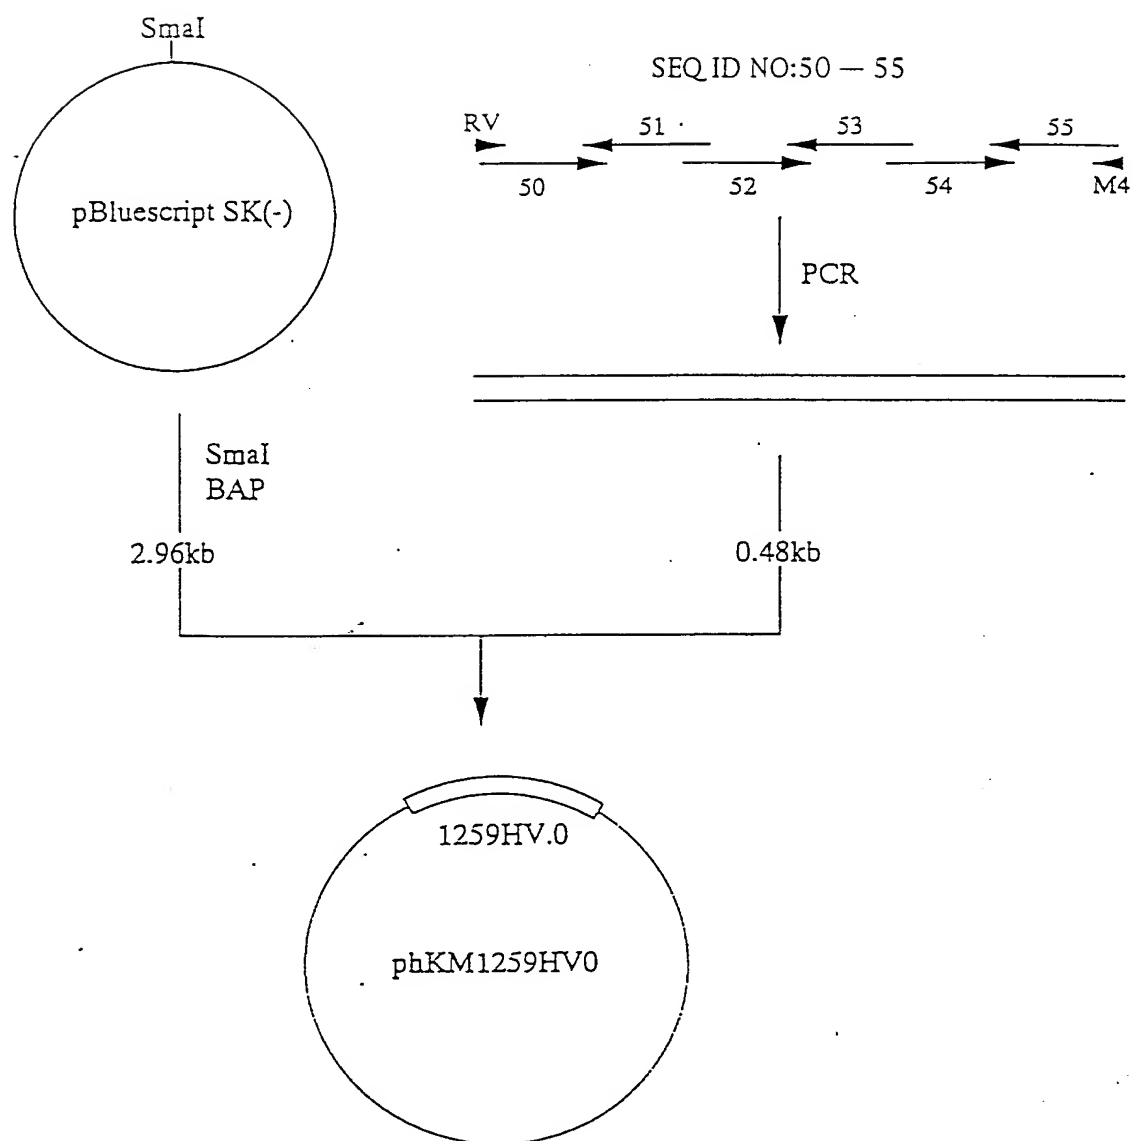 SmaI
pBluescript SK(-)
SEQ ID NO:50 — 55
RV
51
53
55
50
52
54
M4
PCR
SmaI
BAP
2.96kb
0.48kb
1259HV.0
phKM1259HV0